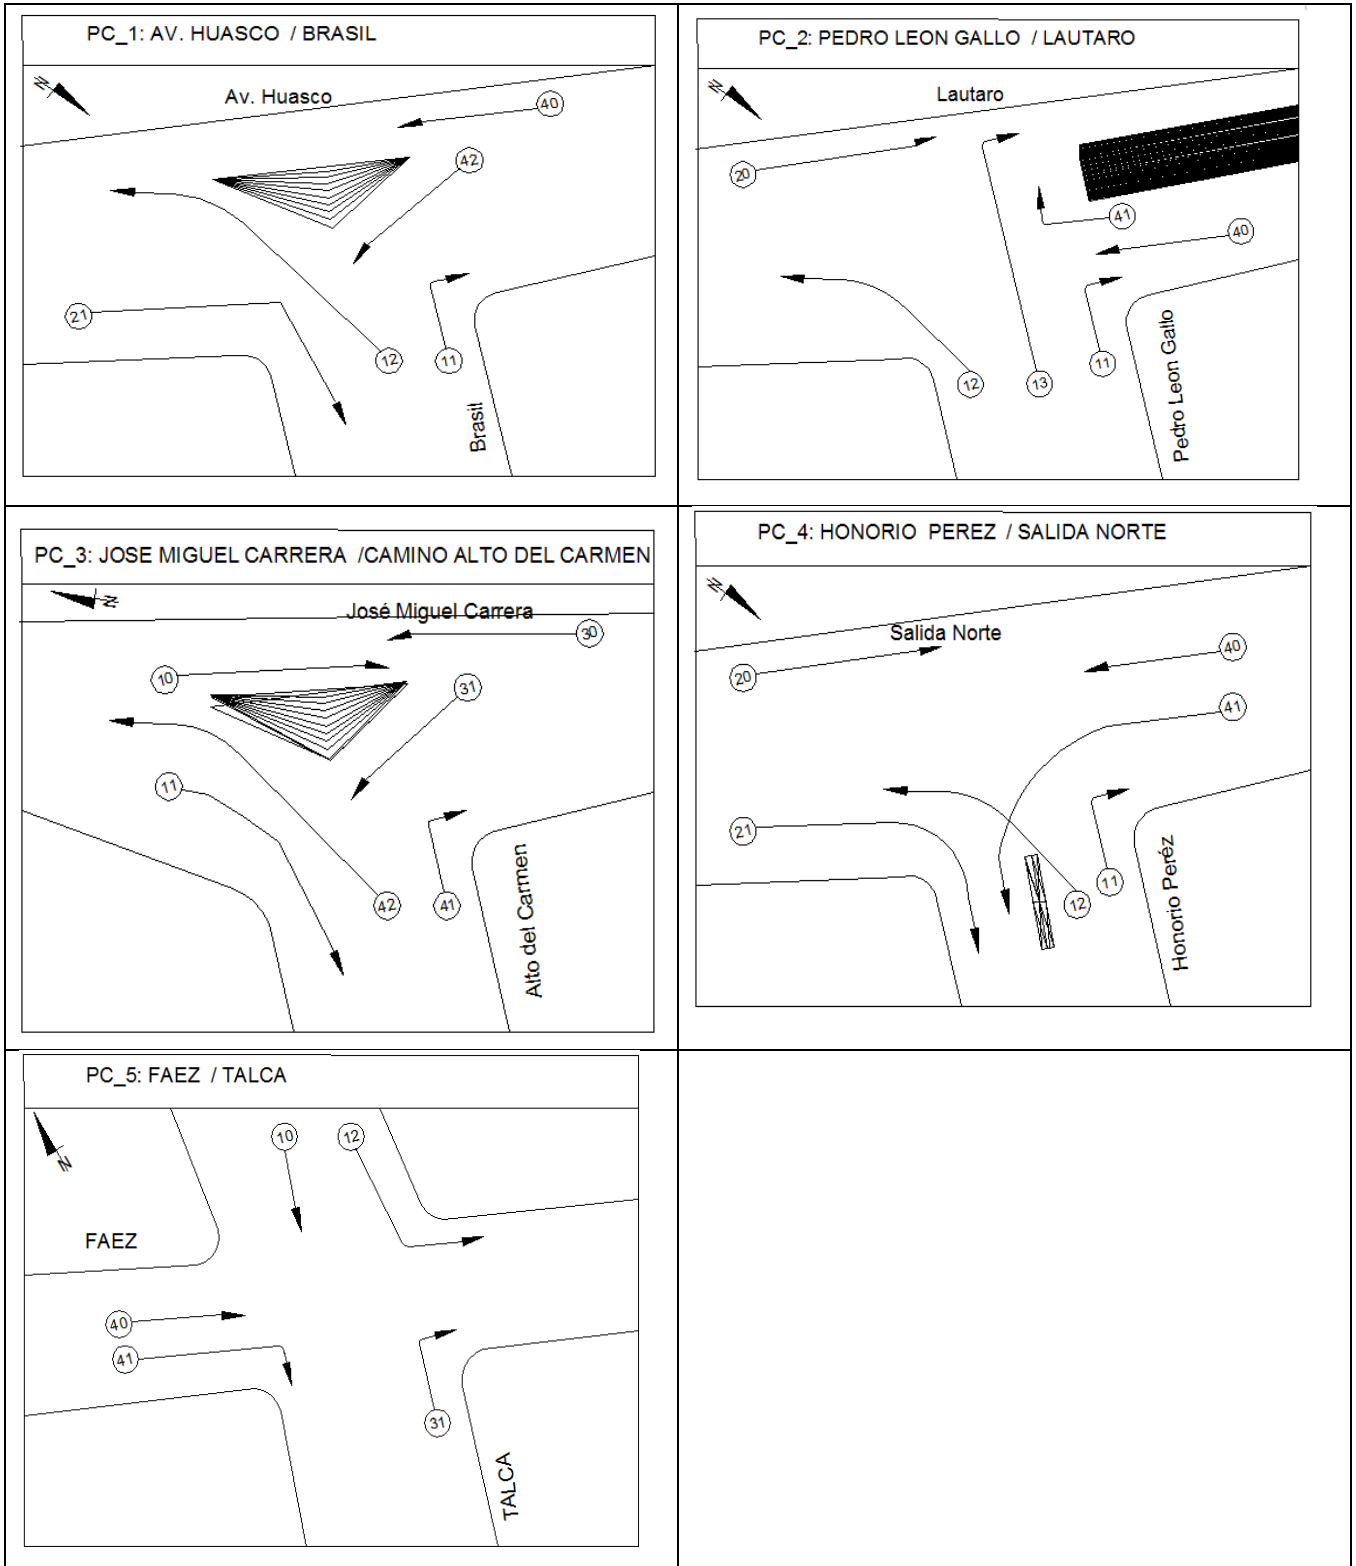 PC_1: AV. HUASCO / BRASIL
N
Av. Huasco
40
42
21
12
11
Brasil
PC_2: PEDRO LEON GALLO / LAUTARO
N
Lautaro
20
41
40
12
13
11
Pedro Leon Gallo
PC_3: JOSE MIGUEL CARRERA /CAMINO ALTO DEL CARMEN
N
José Miguel Carrera
30
10
31
11
42
41
Alto del Carmen
PC_4: HONORIO PEREZ / SALIDA NORTE
N
Salida Norte
20
40
41
21
12
11
Honorio Peréz
PC_5: FAEZ / TALCA
N
10
12
FAEZ
40
41
31
TALCA